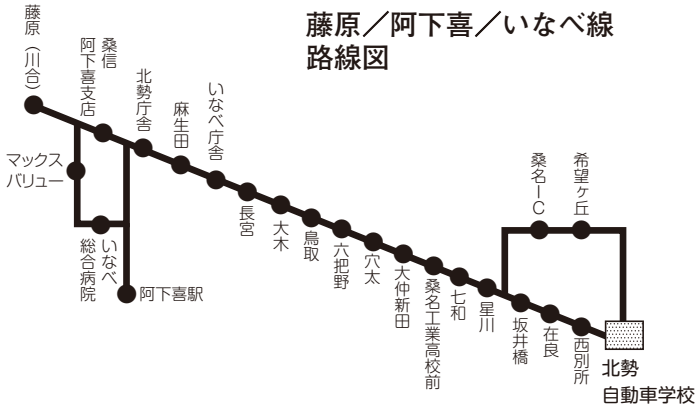 藤原／阿下喜／いなべ線
路線図
藤原（川合）
桑信
阿下喜支店
北勢庁舎
麻生田
いなべ庁舎
長宮
大木
鳥取
六把野
穴太
大仲新田
桑名工業高校前
七和
星川
坂井橋
在良
西別所
桑名IC
希望ヶ丘
マックス
バリュー
いなべ
総合病院
阿下喜駅
北勢
自動車学校